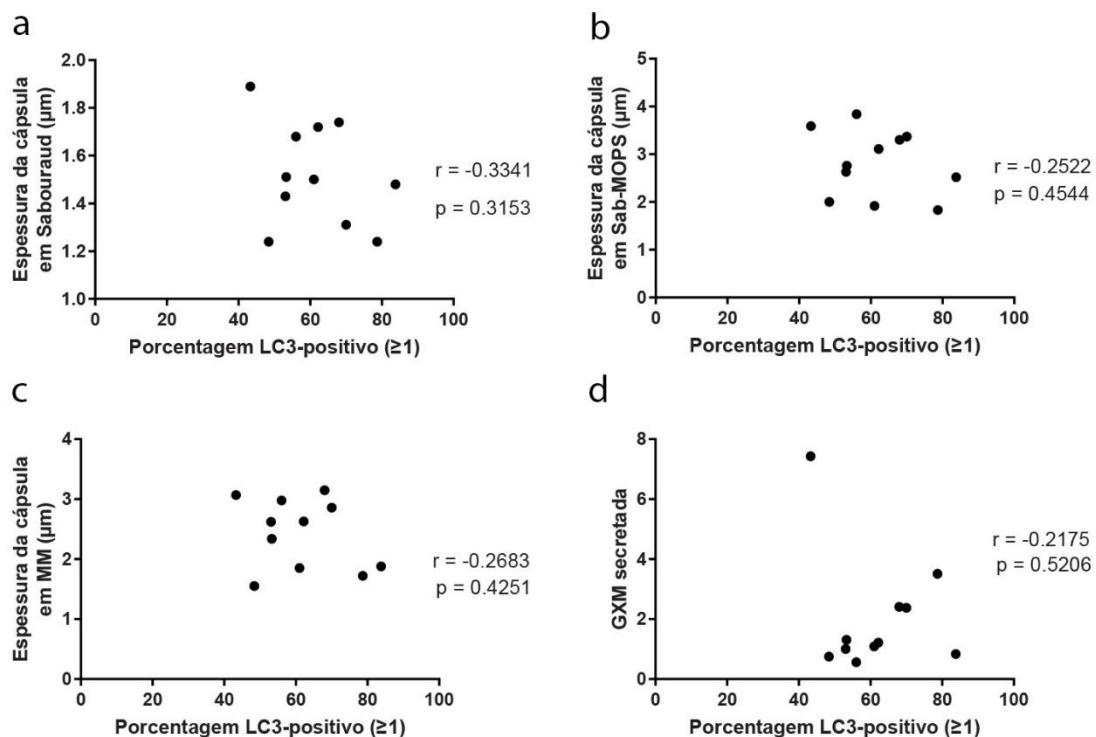 a
Espessura da cápsula
em Sabouraud (µm)
2.0
1.8
1.6
1.4
1.2
1.0
r = -0.3341
p = 0.3153
0 20 40 60 80 100
Porcentagem LC3-positivo (≥1)
b
Espessura da cápsula
em Sab-MOPS (µm)
5
4
3
2
1
0
r = -0.2522
p = 0.4544
0 20 40 60 80 100
Porcentagem LC3-positivo (≥1)
c
Espessura da cápsula
em MM (µm)
4
3
2
1
0
r = -0.2683
p = 0.4251
0 20 40 60 80 100
Porcentagem LC3-positivo (≥1)
d
GXM secretada
8
6
4
2
0
r = -0.2175
p = 0.5206
0 20 40 60 80 100
Porcentagem LC3-positivo (≥1)